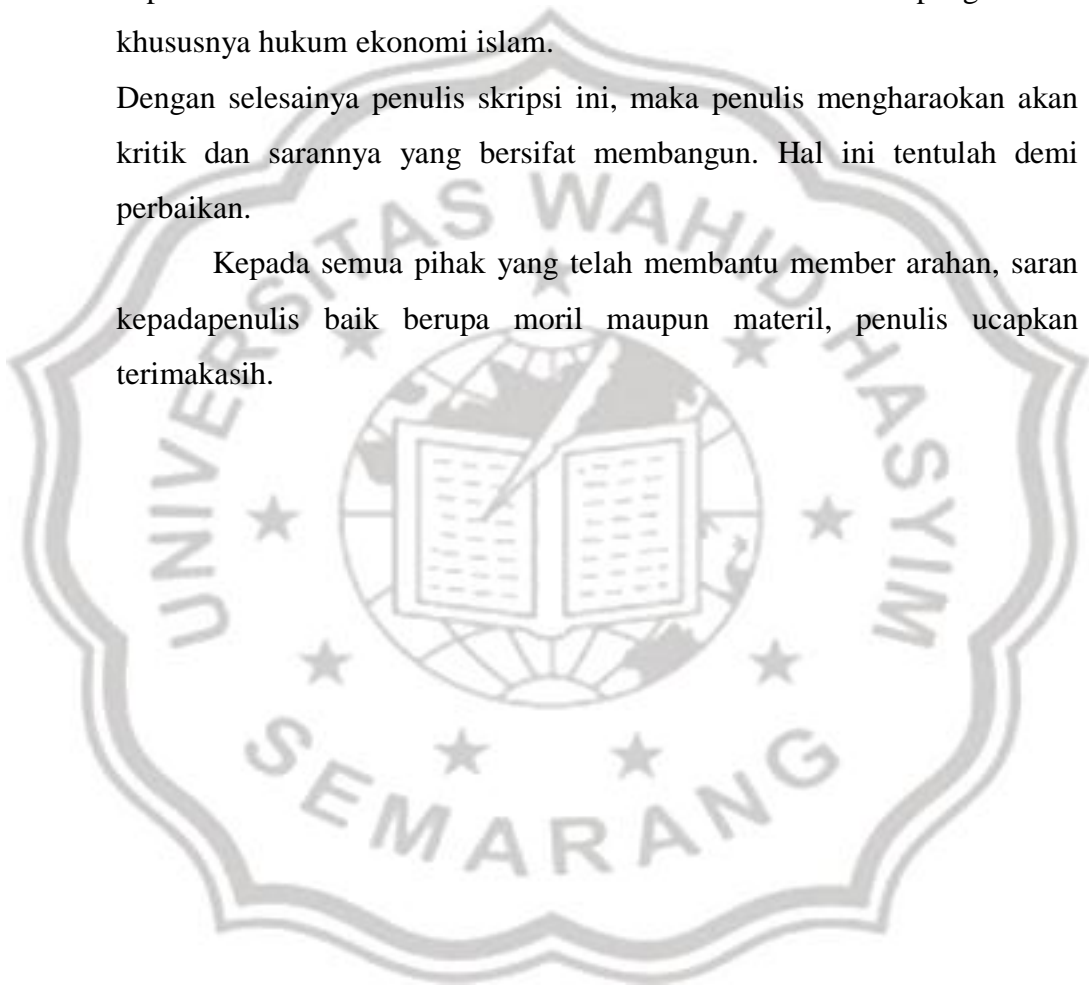 khususnya hukum ekonomi islam.
Dengan selesainya penulis skripsi ini, maka penulis mengharaokan akan
kritik dan sarannya yang bersifat membangun. Hal ini tentulah demi
perbaikan.
Kepada semua pihak yang telah membantu member arahan, saran
kepadapenulis baik berupa moril maupun materil, penulis ucapkan
terimakasih.
UNIVERSITAS WAHID HASYIM
SEMARANG